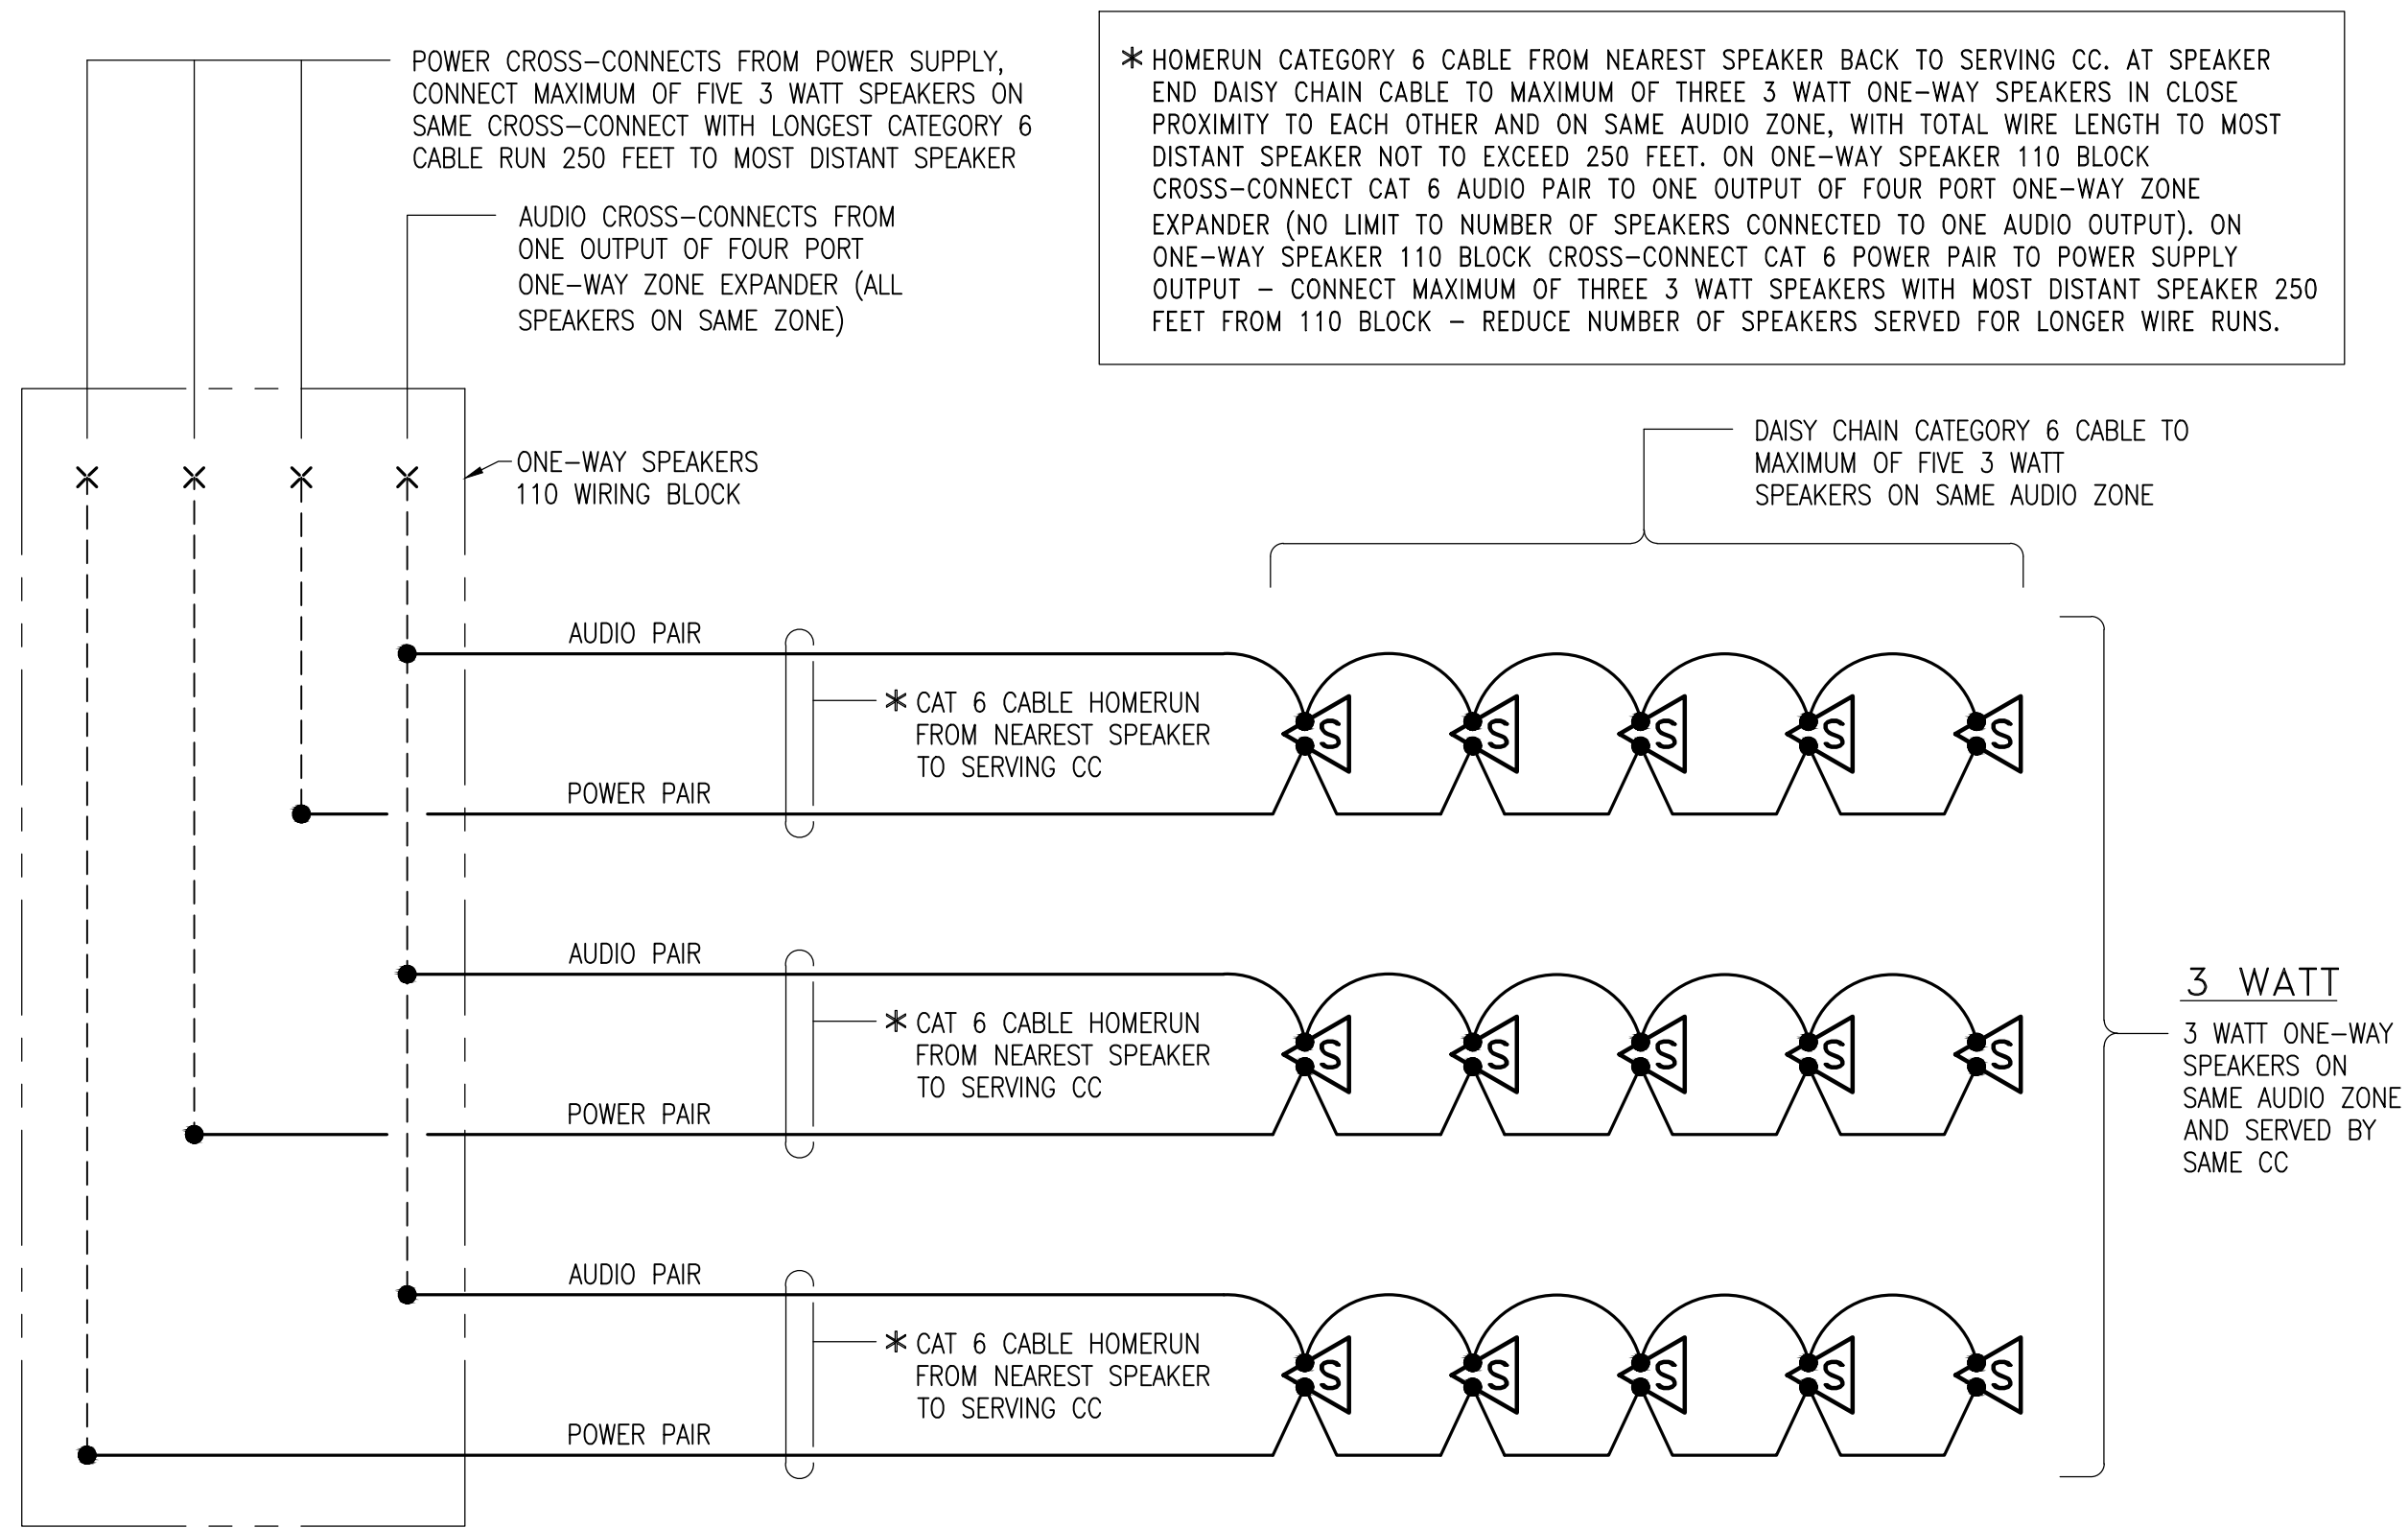 POWER CROSS-CONNECTS FROM POWER SUPPLY,
CONNECT MAXIMUM OF FIVE 3 WATT SPEAKERS ON
SAME CROSS-CONNECT WITH LONGEST CATEGORY 6
CABLE RUN 250 FEET TO MOST DISTANT SPEAKER
AUDIO CROSS-CONNECTS FROM
ONE OUTPUT OF FOUR PORT
ONE-WAY ZONE EXPANDER (ALL
SPEAKERS ON SAME ZONE)
* HOMERUN CATEGORY 6 CABLE FROM NEAREST SPEAKER BACK TO SERVING CC. AT SPEAKER
END DAISY CHAIN CABLE TO MAXIMUM OF THREE 3 WATT ONE-WAY SPEAKERS IN CLOSE
PROXIMITY TO EACH OTHER AND ON SAME AUDIO ZONE, WITH TOTAL WIRE LENGTH TO MOST
DISTANT SPEAKER NOT TO EXCEED 250 FEET. ON ONE-WAY SPEAKER 110 BLOCK
CROSS-CONNECT CAT 6 AUDIO PAIR TO ONE OUTPUT OF FOUR PORT ONE-WAY ZONE
EXPANDER (NO LIMIT TO NUMBER OF SPEAKERS CONNECTED TO ONE AUDIO OUTPUT). ON
ONE-WAY SPEAKER 110 BLOCK CROSS-CONNECT CAT 6 POWER PAIR TO POWER SUPPLY
OUTPUT - CONNECT MAXIMUM OF THREE 3 WATT SPEAKERS WITH MOST DISTANT SPEAKER 250
FEET FROM 110 BLOCK - REDUCE NUMBER OF SPEAKERS SERVED FOR LONGER WIRE RUNS.
ONE-WAY SPEAKERS
110 WIRING BLOCK
DAISY CHAIN CATEGORY 6 CABLE TO
MAXIMUM OF FIVE 3 WATT
SPEAKERS ON SAME AUDIO ZONE
AUDIO PAIR
* CAT 6 CABLE HOMERUN
FROM NEAREST SPEAKER
TO SERVING CC
S S S S S
POWER PAIR
AUDIO PAIR
* CAT 6 CABLE HOMERUN
FROM NEAREST SPEAKER
TO SERVING CC
S S S S S
POWER PAIR
3 WATT
3 WATT ONE-WAY
SPEAKERS ON
SAME AUDIO ZONE
AND SERVED BY
SAME CC
AUDIO PAIR
* CAT 6 CABLE HOMERUN
FROM NEAREST SPEAKER
TO SERVING CC
S S S S S
POWER PAIR